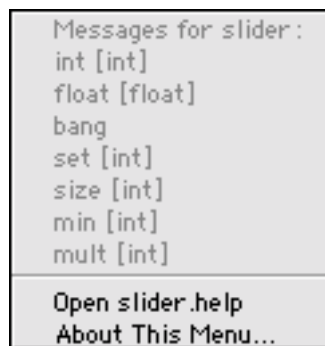 Messages for slider:
int [int]
float [float]
bang
set [int]
size [int]
min [int]
mult [int]
Open slider.help
About This Menu...